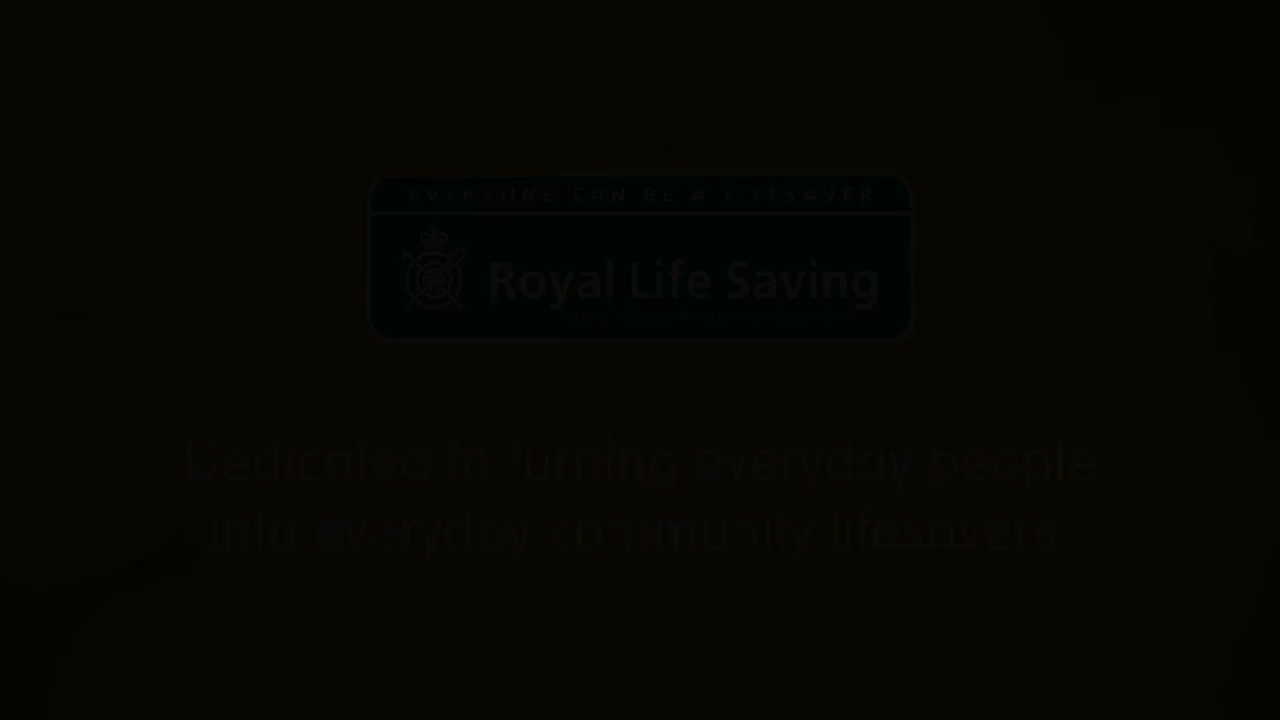 EVERYONE CAN BE A LIFESAVER
Royal Life Saving
Dedicated to turning everyday people
into everyday community lifesavers